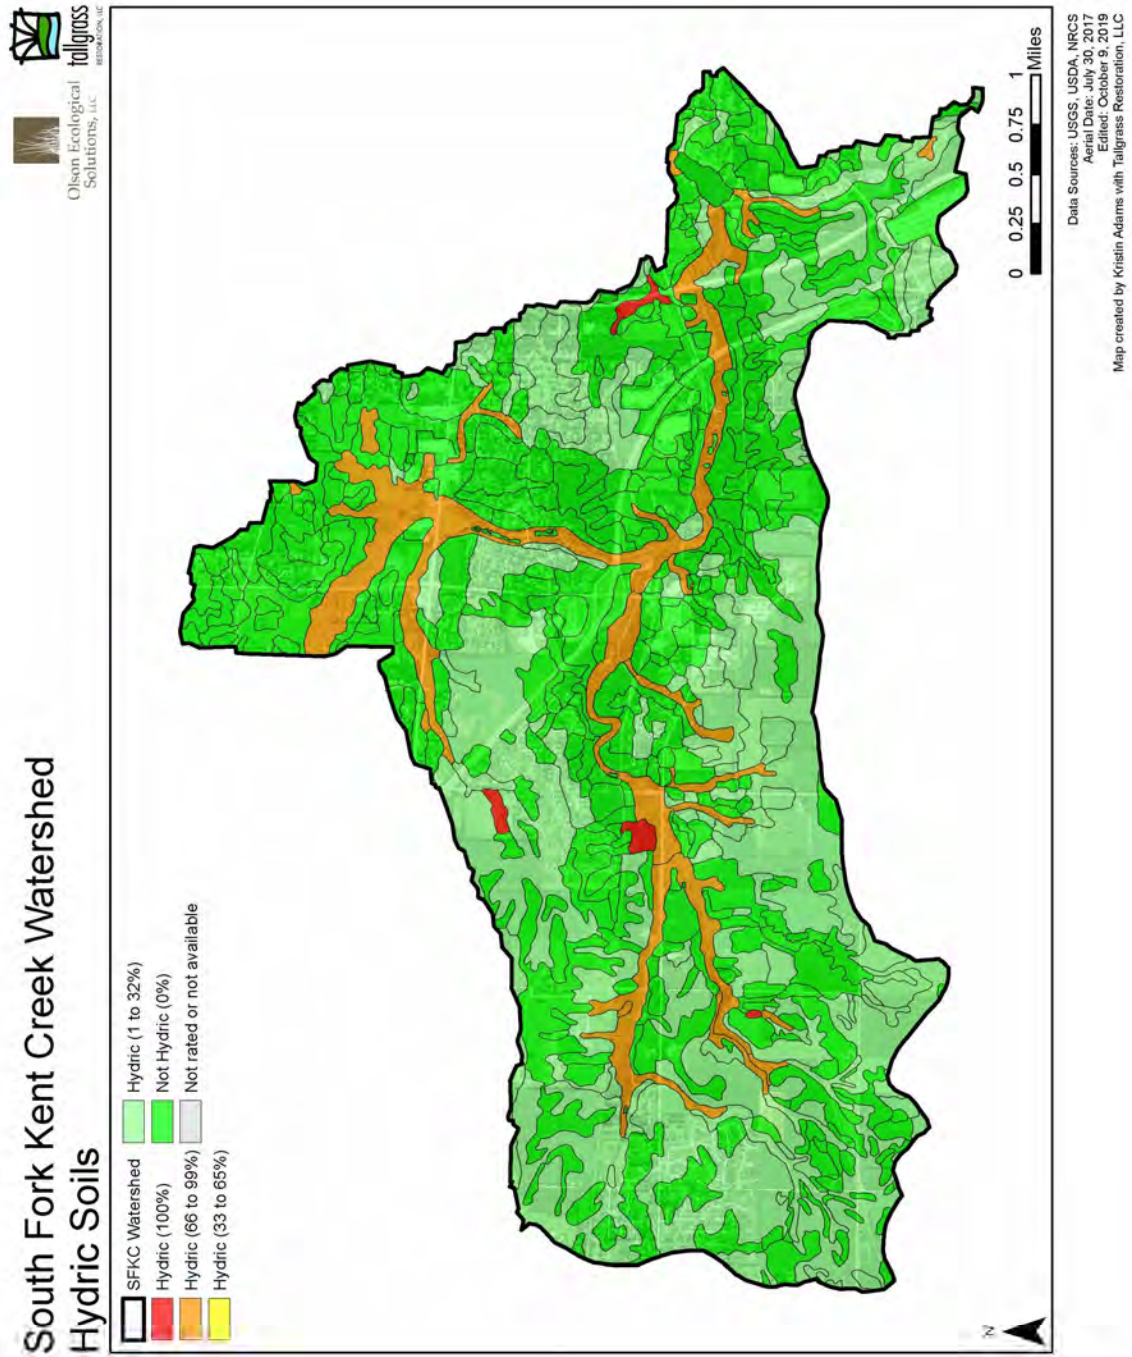 South Fork Kent Creek Watershed
Hydric Soils
Olson Ecological
Solutions, LLC
tallgrass
RESTORATION, LLC
SFKC Watershed
Hydric (100%)
Hydric (66 to 99%)
Hydric (33 to 65%)
Hydric (1 to 32%)
Not Hydric (0%)
Not rated or not available
N
0 0.25 0.5 0.75 1
Miles
Data Sources: USGS, USDA, NRCS
Aerial Date: July 30, 2017
Edited: October 9, 2019
Map created by Kristin Adams with Tallgrass Restoration, LLC